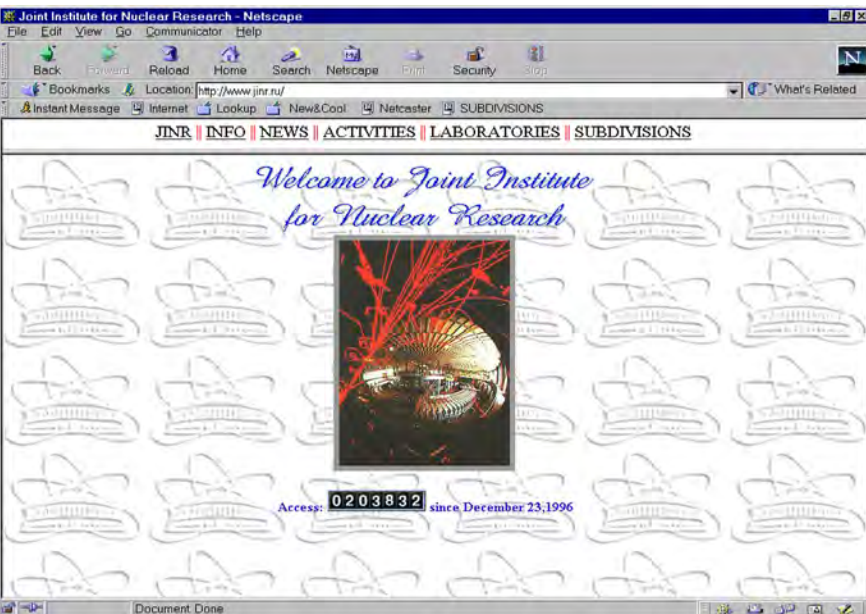 Joint Institute for Nuclear Research - Netscape
File Edit View Go Communicator Help
Back Forward Reload Home Search Netscape Print Security Stop
Bookmarks Location: http://www.jinr.ru/ What's Related
Instant Message Internet Lookup New&Cool Netcaster SUBDIVISIONS
JINR || INFO || NEWS || ACTIVITIES || LABORATORIES || SUBDIVISIONS
Welcome to Joint Institute
for Nuclear Research
Access: 0203832 since December 23,1996
Document Done